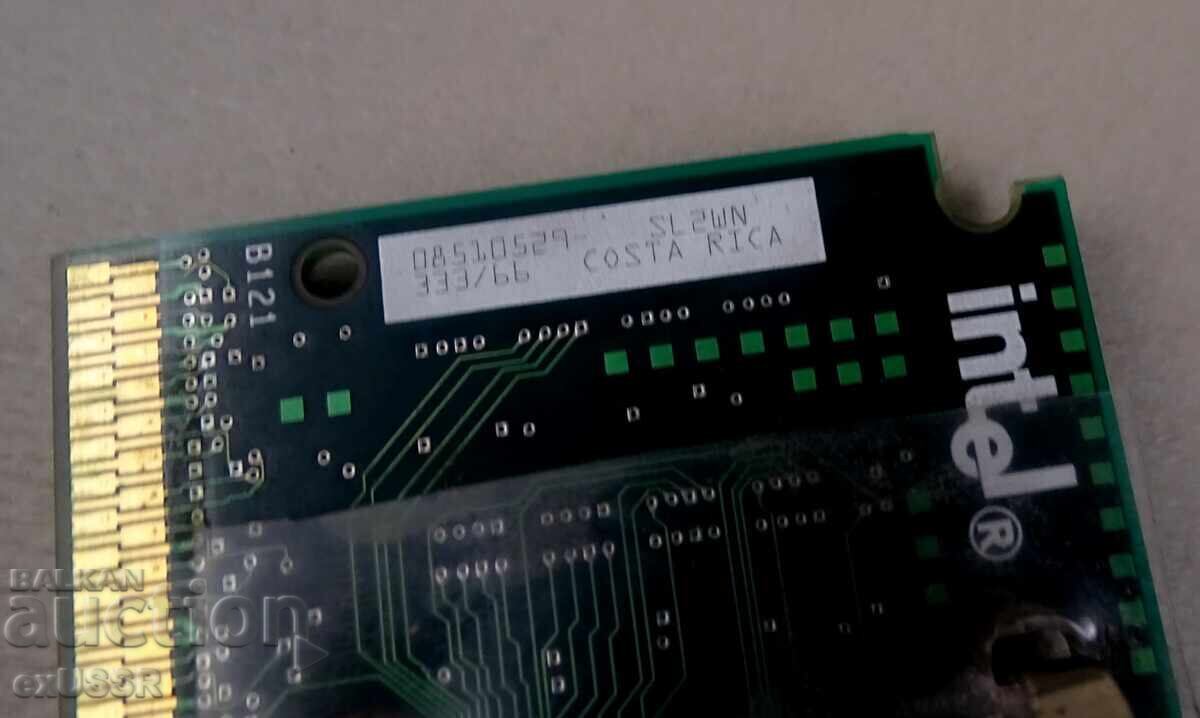 08510529- SL2WN
333/66 COSTA RICA
B121
intel®
BALKAN
auction
exUSSR